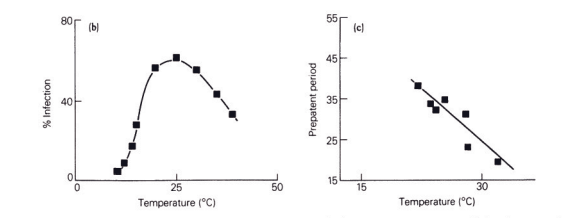 (b)
80
40
0
0
25
50
% Infection
Temperature (°C)
(c)
55
45
35
25
15
15
30
Prepatent period
Temperature (°C)